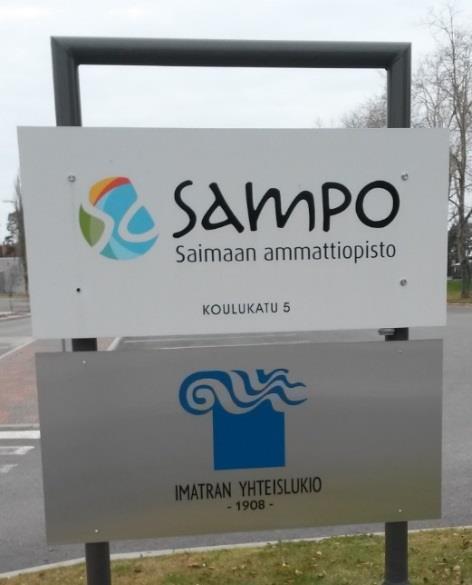 SAMPO
Saimaan ammattiopisto
KOULUKATU 5
IMATRAN YHTEISLUKIO
- 1908 -